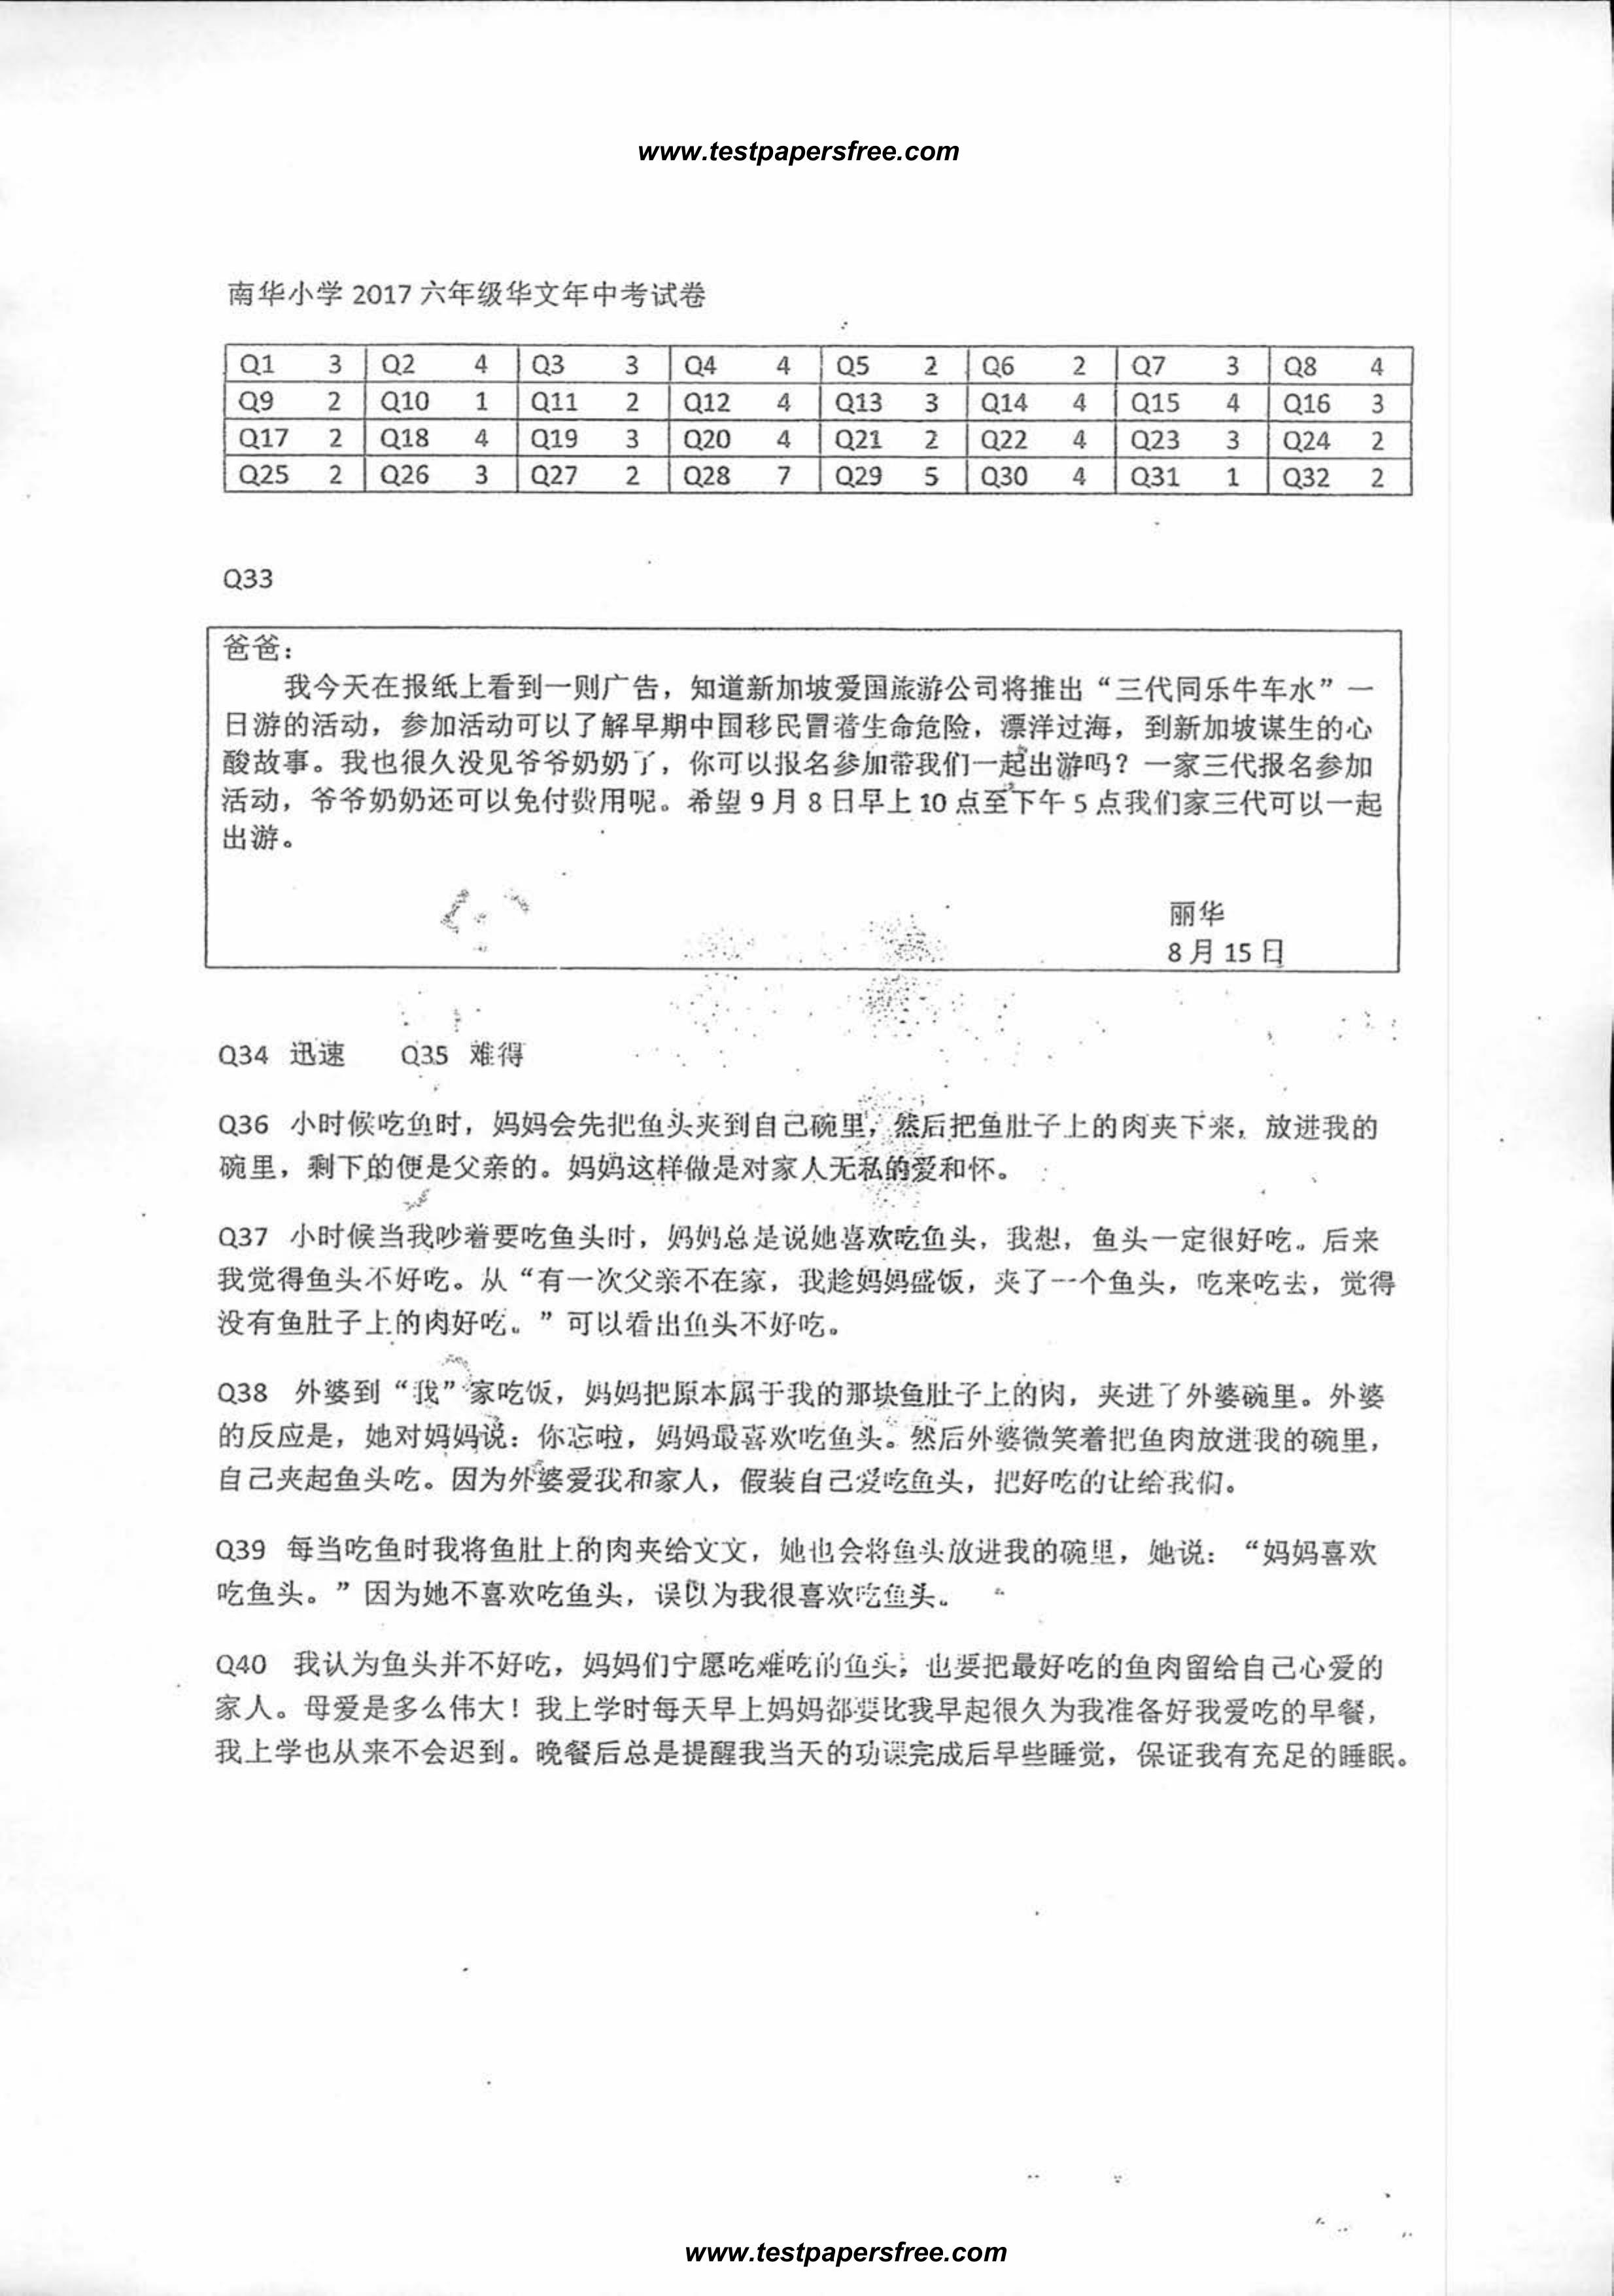 www.testpapersfree.com
南华小学 2017 六年级华文年中考试卷
Q1 3 Q2 4 Q3 3 Q4 4 Q5 2 Q6 2 Q7 3 Q8 4
Q9 2 Q10 1 Q11 2 Q12 4 Q13 3 Q14 4 Q15 4 Q16 3
Q17 2 Q18 4 Q19 3 Q20 4 Q21 2 Q22 4 Q23 3 Q24 2
Q25 2 Q26 3 Q27 2 Q28 7 Q29 5 Q30 4 Q31 1 Q32 2
Q33
爸爸：
我今天在报纸上看到一则广告，知道新加坡爱国旅游公司将推出“三代同乐牛车水”一
日游的活动，参加活动可以了解早期中国移民冒着生命危险，漂洋过海，到新加坡谋生的心
酸故事。我也很久没见爷爷奶奶了，你可以报名参加带我们一起出游吗？一家三代报名参加
活动，爷爷奶奶还可以免付费用呢。希望 9 月 8 日早上 10 点至下午 5 点我们家三代可以一起
出游。
丽华
8 月 15 日
Q34 迅速 Q35 难得
Q36 小时候吃鱼时，妈妈会先把鱼头夹到自己碗里，然后把鱼肚子上的肉夹下来，放进我的
碗里，剩下的便是父亲的。妈妈这样做是对家人无私的爱和怀。
Q37 小时候当我吵着要吃鱼头时，妈妈总是说她喜欢吃鱼头，我想，鱼头一定很好吃。后来
我觉得鱼头不好吃。从“有一次父亲不在家，我趁妈妈盛饭，夹了一个鱼头，吃来吃去，觉得
没有鱼肚子上的肉好吃。”可以看出鱼头不好吃。
Q38 外婆到“我”家吃饭，妈妈把原本属于我的那块鱼肚子上的肉，夹进了外婆碗里。外婆
的反应是，她对妈妈说：你忘啦，妈妈最喜欢吃鱼头。然后外婆微笑着把鱼肉放进我的碗里，
自己夹起鱼头吃。因为外婆爱我和家人，假装自己爱吃鱼头，把好吃的让给我们。
Q39 每当吃鱼时我将鱼肚上的肉夹给文文，她也会将鱼头放进我的碗里，她说：“妈妈喜欢
吃鱼头。”因为她不喜欢吃鱼头，误以为我很喜欢吃鱼头。
Q40 我认为鱼头并不好吃，妈妈们宁愿吃难吃的鱼头，也要把最好吃的鱼肉留给自己心爱的
家人。母爱是多么伟大！我上学时每天早上妈妈都要比我早起很久为我准备好我爱吃的早餐，
我上学也从来不会迟到。晚餐后总是提醒我当天的功课完成后早些睡觉，保证我有充足的睡眠。
www.testpapersfree.com